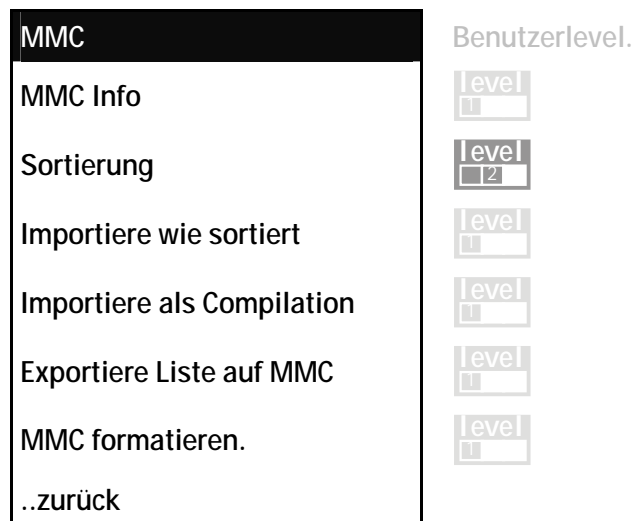 MMC Benutzerlevel.
MMC Info level 1
Sortierung level 2
Importiere wie sortiert level 1
Importiere als Compilation level 1
Exportiere Liste auf MMC level 1
MMC formatieren. level 1
..zurück